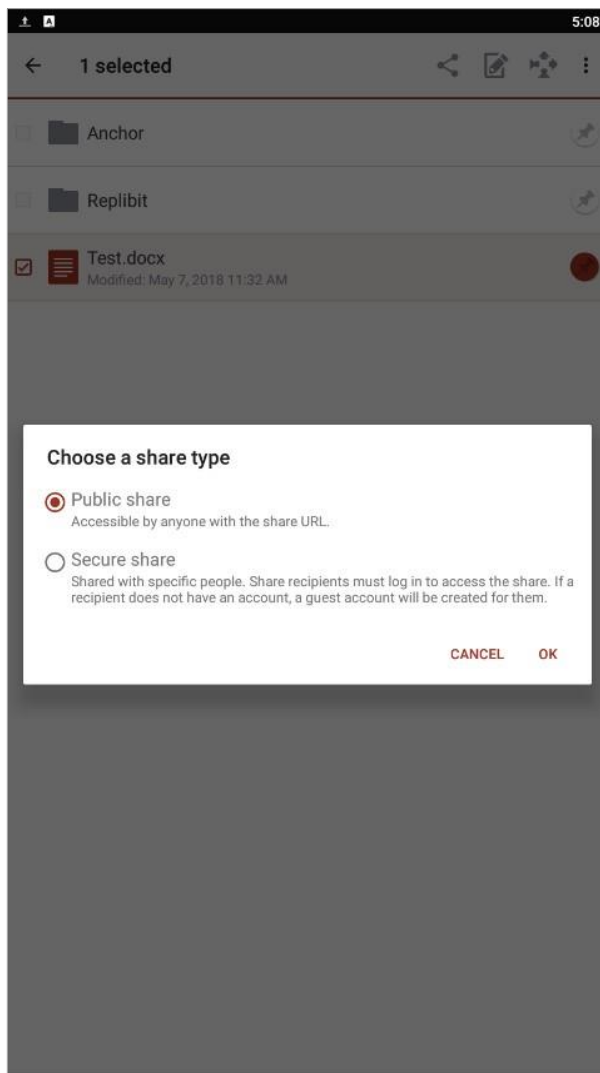 A
5:08
1 selected
Anchor
Replibit
Test.docx
Modified: May 7, 2018 11:32 AM
Choose a share type
Public share
Accessible by anyone with the share URL.
Secure share
Shared with specific people. Share recipients must log in to access the share. If a
recipient does not have an account, a guest account will be created for them.
CANCEL OK